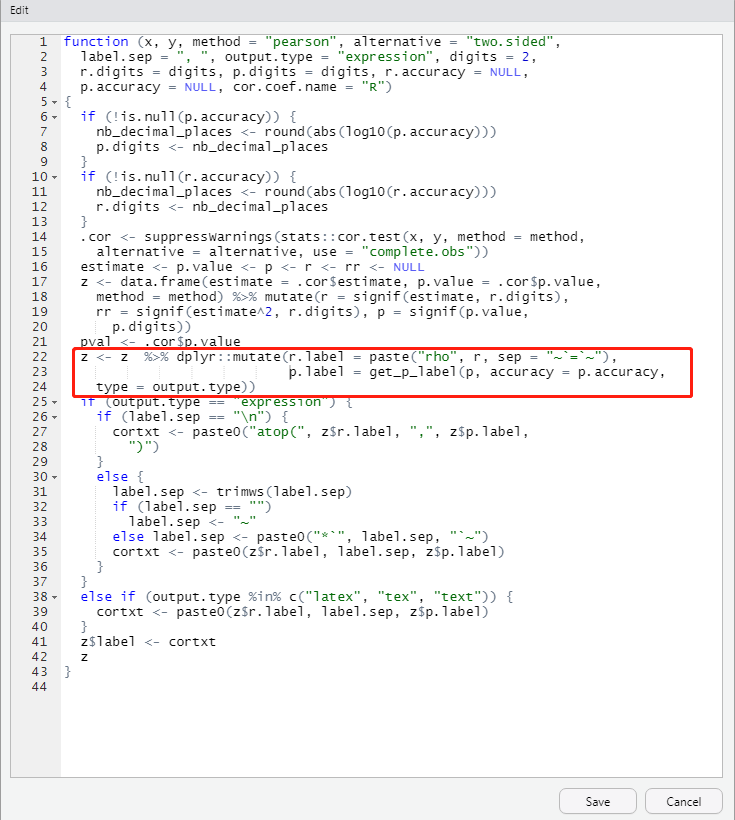 Edit
1 function (x, y, method = "pearson", alternative = "two.sided",
2 label.sep = ", ", output.type = "expression", digits = 2,
3 r.digits = digits, p.digits = digits, r.accuracy = NULL,
4 p.accuracy = NULL, cor.coef.name = "R")
5 {
6 if (!is.null(p.accuracy)) {
7 nb_decimal_places <- round(abs(log10(p.accuracy)))
8 p.digits <- nb_decimal_places
9 }
10 if (!is.null(r.accuracy)) {
11 nb_decimal_places <- round(abs(log10(r.accuracy)))
12 r.digits <- nb_decimal_places
13 }
14 .cor <- suppressWarnings(stats::cor.test(x, y, method = method,
15 alternative = alternative, use = "complete.obs"))
16 estimate <- p.value <- p <- r <- rr <- NULL
17 z <- data.frame(estimate = .cor$estimate, p.value = .cor$p.value,
18 method = method) %>% mutate(r = signif(estimate, r.digits),
19 rr = signif(estimate^2, r.digits), p = signif(p.value,
20 p.digits))
21 pval <- .cor$p.value
22 z <- z %>% dplyr::mutate(r.label = paste("rho", r, sep = "~`=`~"),
23 p.label = get_p_label(p, accuracy = p.accuracy,
24 type = output.type))
25 if (output.type == "expression") {
26 if (label.sep == "\n") {
27 cortxt <- paste0("atop(", z$r.label, ",", z$p.label,
28 ")")
29 }
30 else {
31 label.sep <- trimws(label.sep)
32 if (label.sep == "")
33 label.sep <- "~"
34 else label.sep <- paste0("*`", label.sep, "`~")
35 cortxt <- paste0(z$r.label, label.sep, z$p.label)
36 }
37 }
38 else if (output.type %in% c("latex", "tex", "text")) {
39 cortxt <- paste0(z$r.label, label.sep, z$p.label)
40 }
41 z$label <- cortxt
42 z
43 }
44
Save Cancel